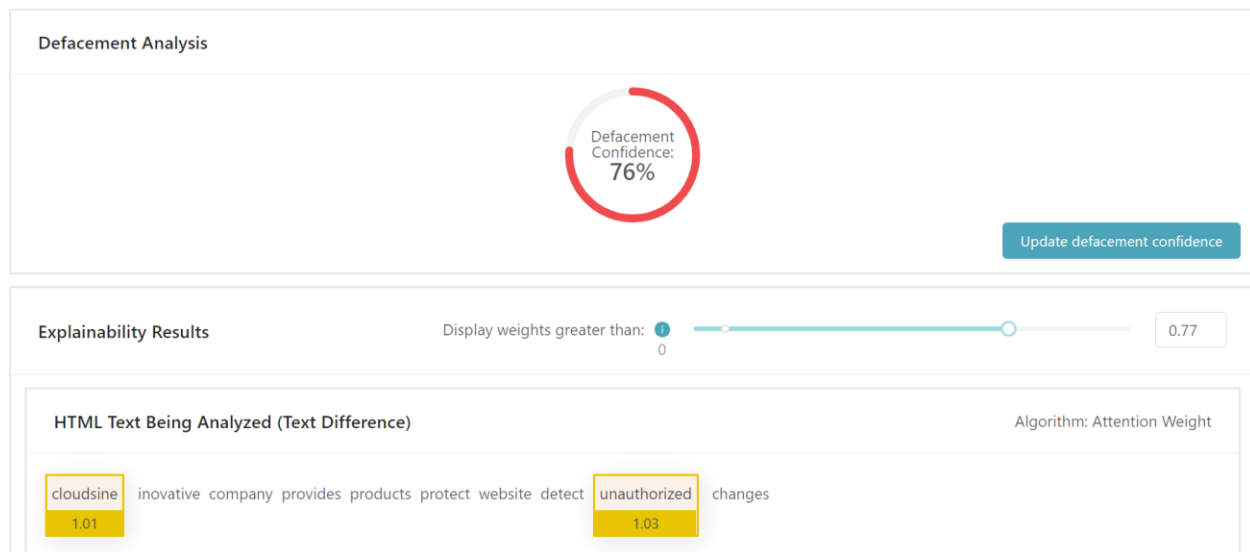 Defacement Analysis
Defacement
Confidence:
76%
Update defacement confidence
Explainability Results
Display weights greater than: i
0
0.77
HTML Text Being Analyzed (Text Difference)
Algorithm: Attention Weight
cloudsine inovative company provides products protect website detect unauthorized changes
1.01 1.03